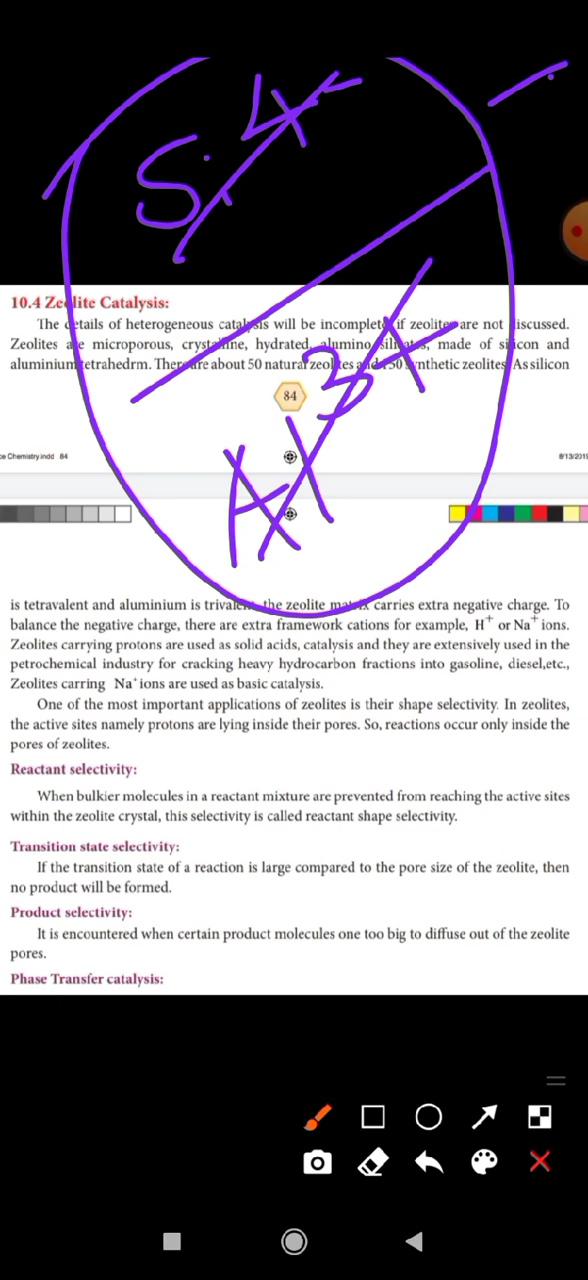 Si 4+
10.4 Zeolite Catalysis:
The details of heterogeneous catalysis will be incomplete if zeolites are not discussed.
Zeolites are microporous, crystalline, hydrated, alumino silicates, made of silicon and
aluminium tetrahedrm. There are about 50 natural zeolites and 150 synthetic zeolites. As silicon
3+
84
ce Chemistry.indd 84
8/13/2019
Al
is tetravalent and aluminium is trivalent, the zeolite matrix carries extra negative charge. To
balance the negative charge, there are extra framework cations for example, H⁺ or Na⁺ ions.
Zeolites carrying protons are used as solid acids, catalysis and they are extensively used in the
petrochemical industry for cracking heavy hydrocarbon fractions into gasoline, diesel,etc.,
Zeolites carring Na⁺ions are used as basic catalysis.
One of the most important applications of zeolites is their shape selectivity. In zeolites,
the active sites namely protons are lying inside their pores. So, reactions occur only inside the
pores of zeolites.
Reactant selectivity:
When bulkier molecules in a reactant mixture are prevented from reaching the active sites
within the zeolite crystal, this selectivity is called reactant shape selectivity.
Transition state selectivity:
If the transition state of a reaction is large compared to the pore size of the zeolite, then
no product will be formed.
Product selectivity:
It is encountered when certain product molecules one too big to diffuse out of the zeolite
pores.
Phase Transfer catalysis: